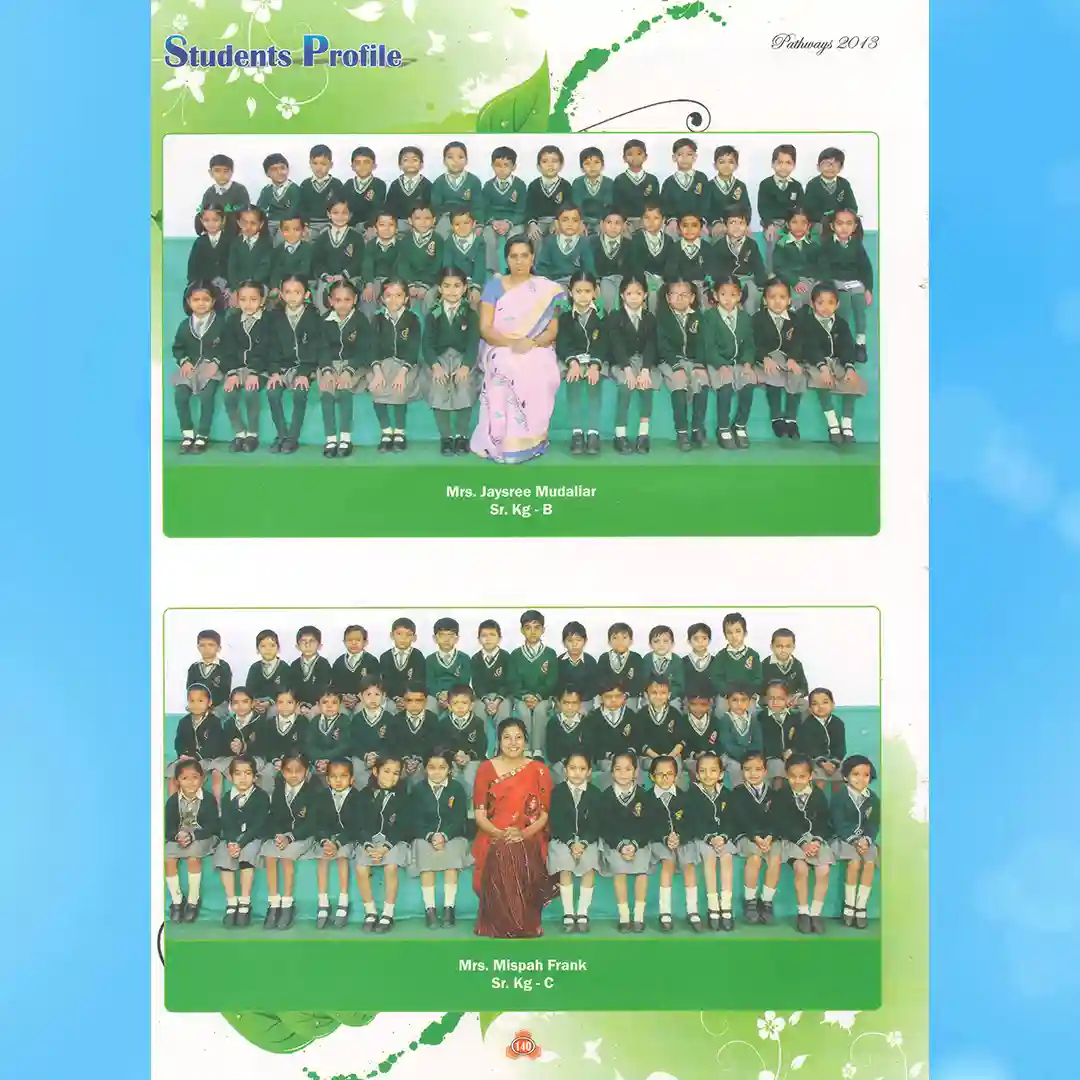 Students Profile
Pathways 2013
Mrs. Jaysree Mudaliar
Sr. Kg - B
Mrs. Mispah Frank
Sr. Kg - C
140